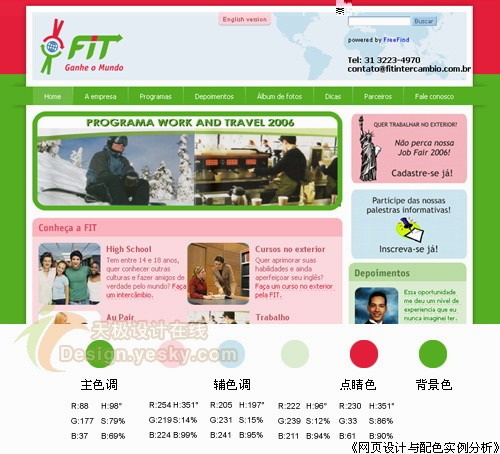 English version
Buscar
powered by FreeFind
FIT
Ganhe o Mundo
Tel: 31 3223-4970
contato@fitintercambio.com.br
Home A empresa Programas Depoimentos Álbum de fotos Dicas Parceiros Fale conosco
PROGRAMA WORK AND TRAVEL 2006
QUER TRABALHAR NO EXTERIOR?
Não perca nossa
Job Fair 2006!
Cadastre-se já!
Participe das nossas
palestras informativas!
Inscreva-se já!
Conheça a FIT
High School
Tem entre 14 e 18 anos,
quer conhecer outras
culturas e fazer amigos de
verdade pelo mundo? Faça
um intercâmbio.
Cursos no exterior
Quer aprimorar suas
habilidades e ainda
aperfeiçoar seu inglês?
Faça um curso no exterior
pela FIT.
Depoimentos
Essa oportunidade
me deu um nível de
experiencia que eu
nunca imaginei ter.
Au Pair
Trabalho
天极设计在线
Design.yesky.com
主色调 辅色调 点睛色 背景色
R:88 H:98° R:254 H:351° R:205 H:197° R:222 H:96° R:230 H:351°
G:177 S:79% G:219 S:14% G:231 S:15% G:239 S:12% G:33 S:86%
B:37 B:69% B:224 B:99% B:241 B:95% B:211 B:94% B:61 B:90%
《网页设计与配色实例分析》